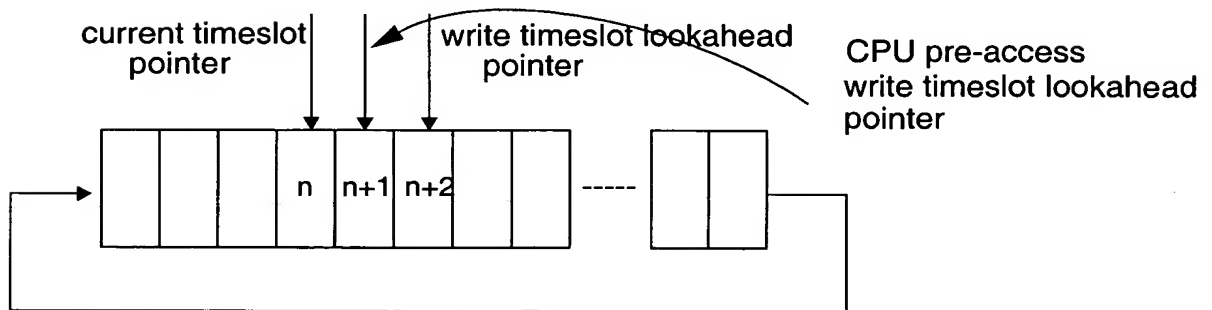 current timeslot
pointer
write timeslot lookahead
pointer
CPU pre-access
write timeslot lookahead
pointer
n
n+1
n+2